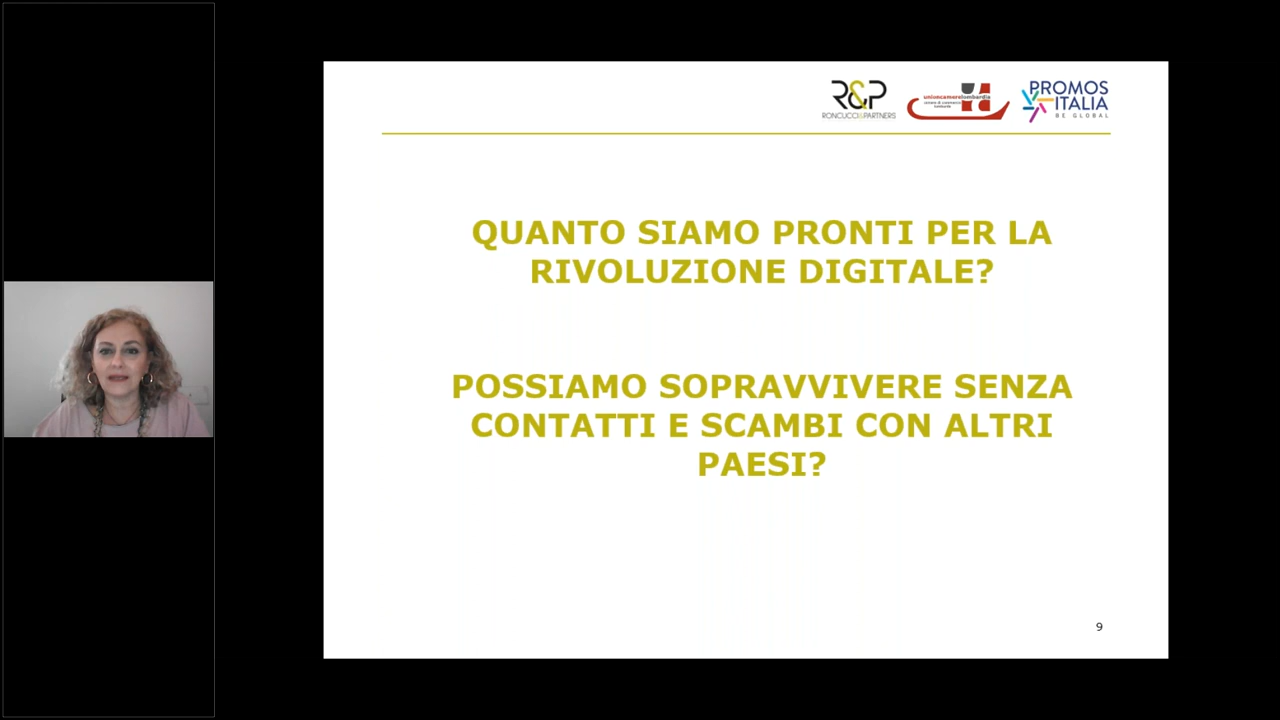 R&P
RONCUCCI&PARTNERS
unioncamerelombardia
PROMOS
ITALIA
BE GLOBAL
QUANTO SIAMO PRONTI PER LA
RIVOLUZIONE DIGITALE?
POSSIAMO SOPRAVVIVERE SENZA
CONTATTI E SCAMBI CON ALTRI
PAESI?
9